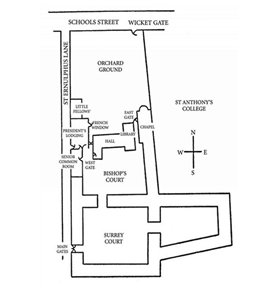 SCHOOLS STREET
WICKET GATE
ST ERNULPHUS LANE
ORCHARD
GROUND
LITTLE
FELLOWS'
EAST
GATE
ST ANTHONY'S
COLLEGE
FRENCH
WINDOW
PRESIDENT'S
LODGING
LIBRARY
CHAPEL
HALL
N
W
E
S
SENIOR
COMMON
ROOM
WEST
GATE
BISHOP'S
COURT
SURREY
COURT
MAIN
GATES